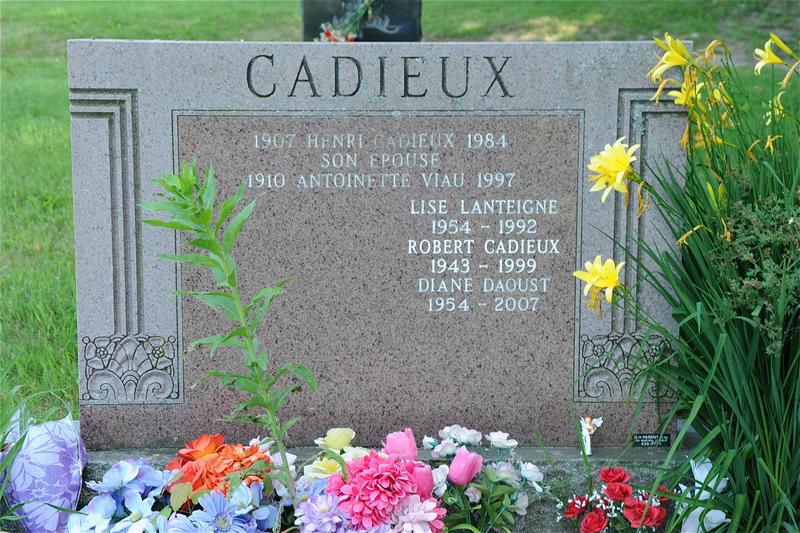 CADIEUX
1907 HENRI CADIEUX 1984
SON EPOUSE
1910 ANTOINETTE VIAU 1997
LISE LANTEIGNE
1954 - 1992
ROBERT CADIEUX
1943 - 1999
DIANE DAOUST
1954 - 2007